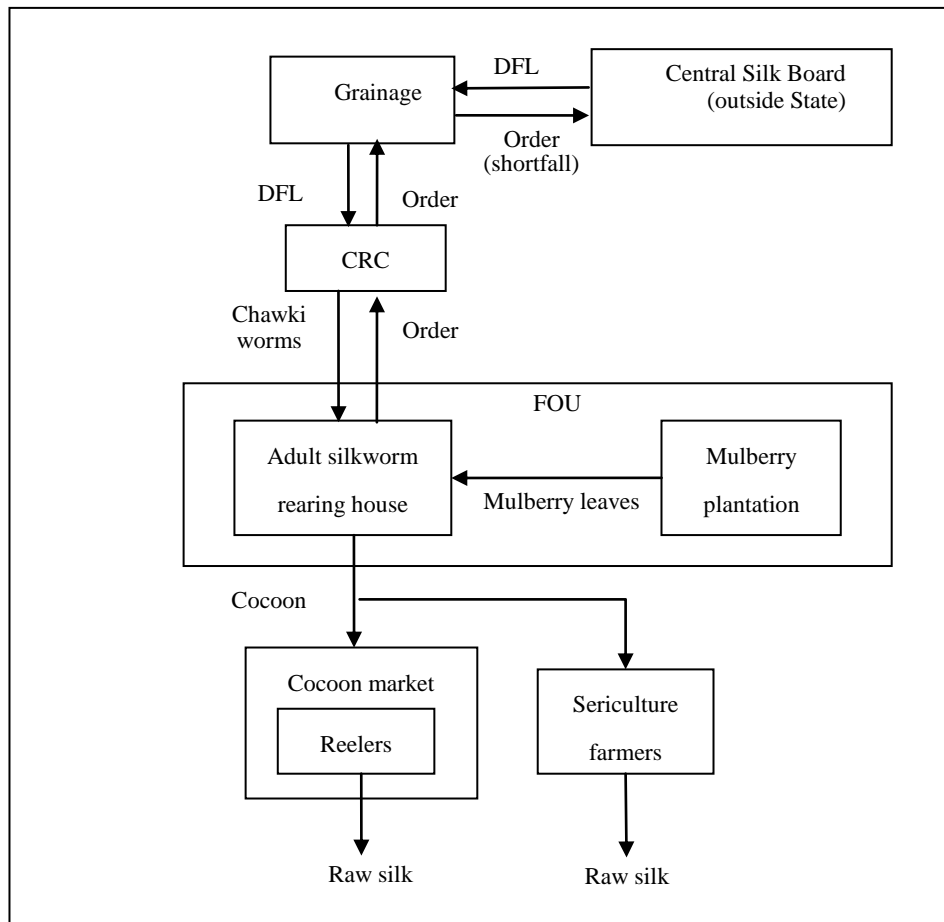 DFL
Central Silk Board
(outside State)
Grainage
Order
(shortfall)
DFL
Order
CRC
Chawki
worms
Order
FOU
Adult silkworm
rearing house
Mulberry leaves
Mulberry
plantation
Cocoon
Cocoon market
Reelers
Sericulture
farmers
Raw silk
Raw silk